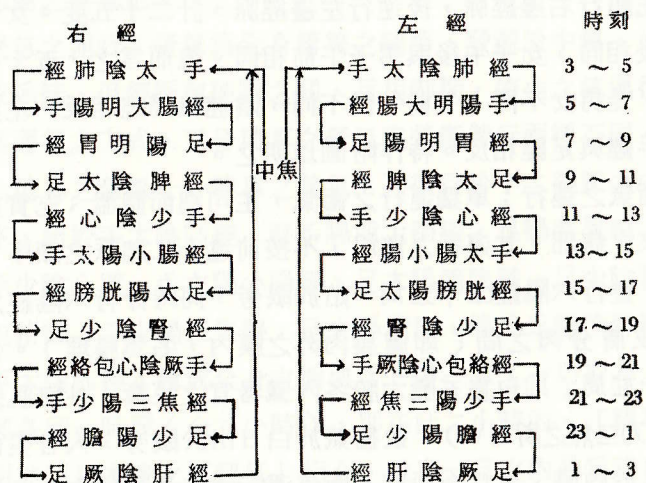 右 經 左 經 時刻
經肺陰太手 手太陰肺經 3 ~ 5
手陽明大腸經 經腸大明陽手 5 ~ 7
經胃明陽足 足陽明胃經 7 ~ 9
中焦
足太陰脾經 經脾陰太足 9 ~ 11
經心陰少手 手少陰心經 11 ~ 13
手太陽小腸經 經腸小腸太手 13 ~ 15
經膀胱陽太足 足太陽膀胱經 15 ~ 17
足少陰腎經 經腎陰少足 17 ~ 19
經絡包心陰厥手 手厥陰心包絡經 19 ~ 21
手少陽三焦經 經焦三陽少手 21 ~ 23
經膽陽少足 足少陽膽經 23 ~ 1
足厥陰肝經 經肝陰厥足 1 ~ 3